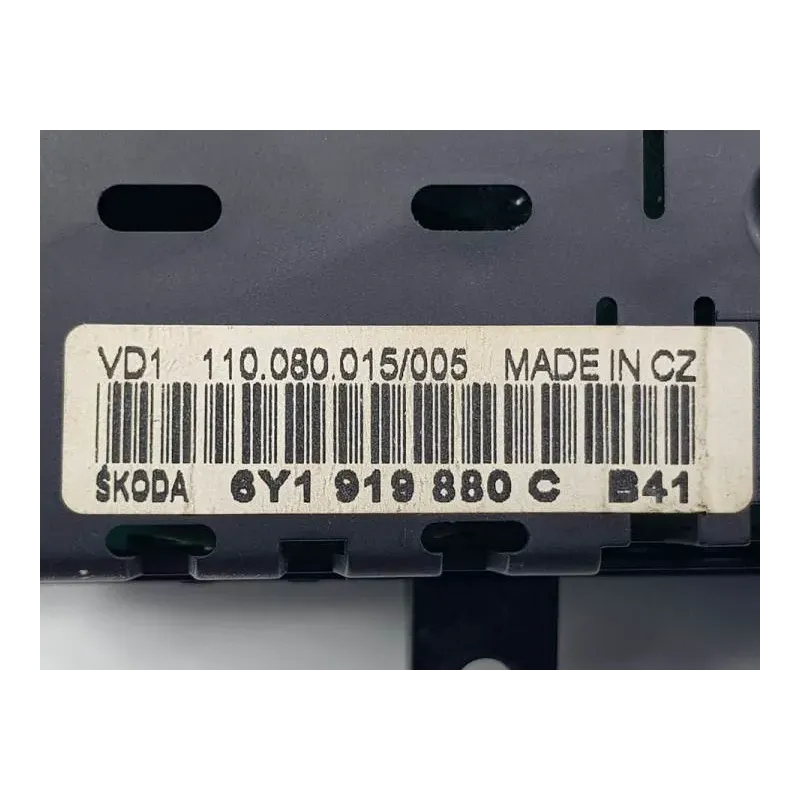 VD1 110.080.015/005 MADE IN CZ
ŠKODA 6Y1 919 880 C B41